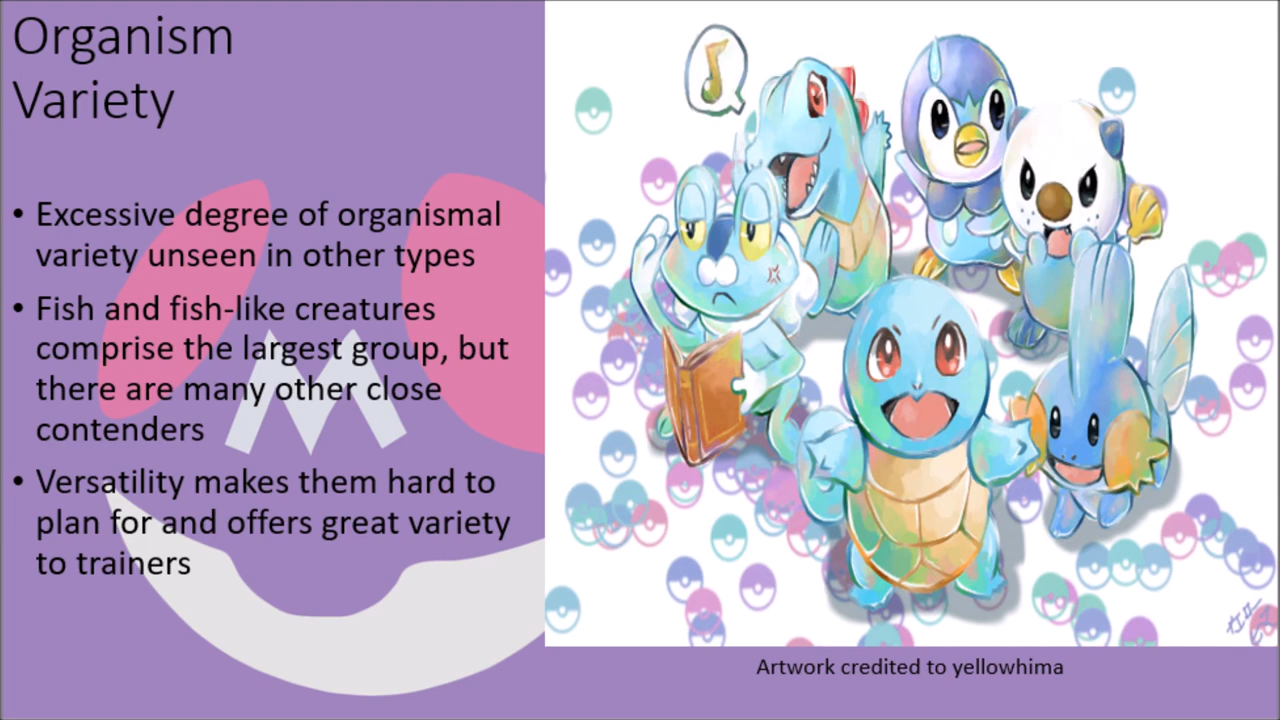 Organism
Variety
• Excessive degree of organismal
variety unseen in other types
• Fish and fish-like creatures
comprise the largest group, but
there are many other close
contenders
• Versatility makes them hard to
plan for and offers great variety
to trainers
M
Artwork credited to yellowhima